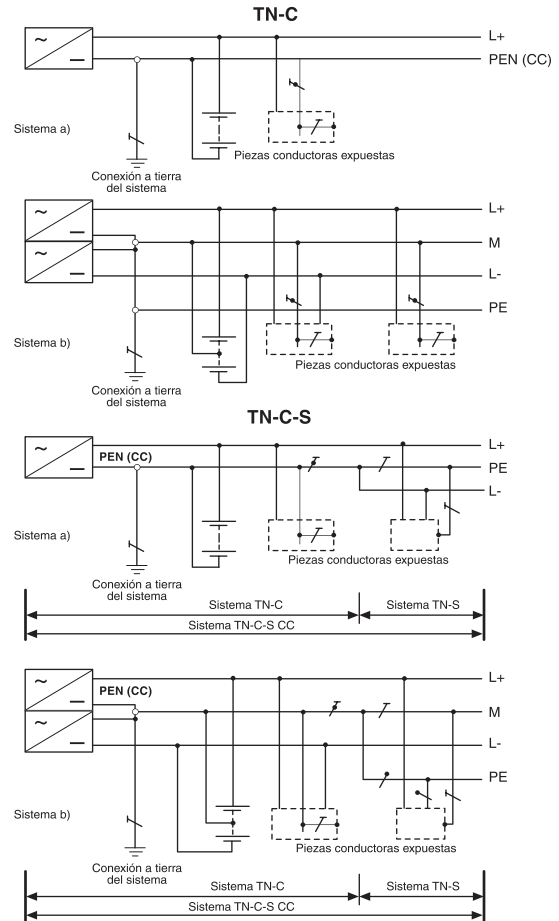 TN-C
~
L+
PEN (CC)
Sistema a)
Piezas conductoras expuestas
Conexión a tierra
del sistema
~
L+
M
~
L-
PE
Sistema b)
Piezas conductoras expuestas
Conexión a tierra
del sistema
TN-C-S
~
PEN (CC)
L+
PE
L-
Sistema a)
Piezas conductoras expuestas
Conexión a tierra
del sistema
Sistema TN-C
Sistema TN-S
Sistema TN-C-S CC
~
PEN (CC)
L+
~
M
L-
PE
Sistema b)
Piezas conductoras expuestas
Conexión a tierra
del sistema
Sistema TN-C
Sistema TN-S
Sistema TN-C-S CC